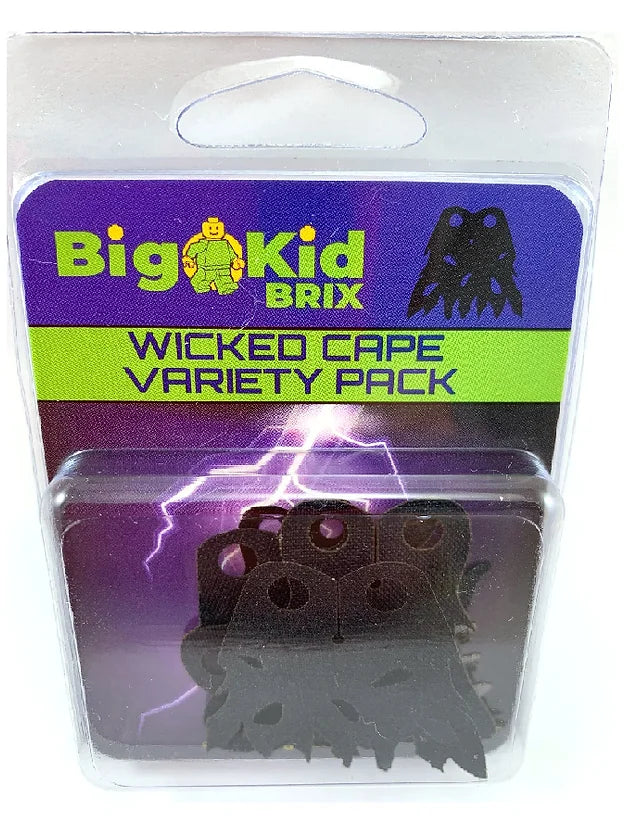 Big Kid
BRIX
WICKED CAPE
VARIETY PACK